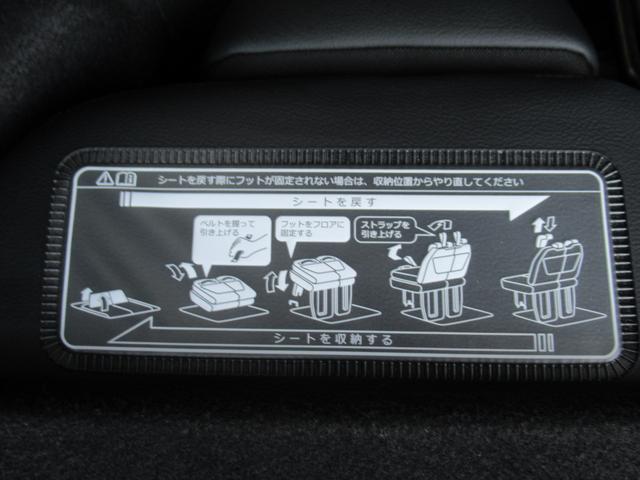 シートを戻す際にフットが固定されない場合は、収納位置からやり直してください
シートを戻す
ベルトを握って
引き上げる
フットをフロアに
固定する
ストラップを
引き上げる
シートを収納する